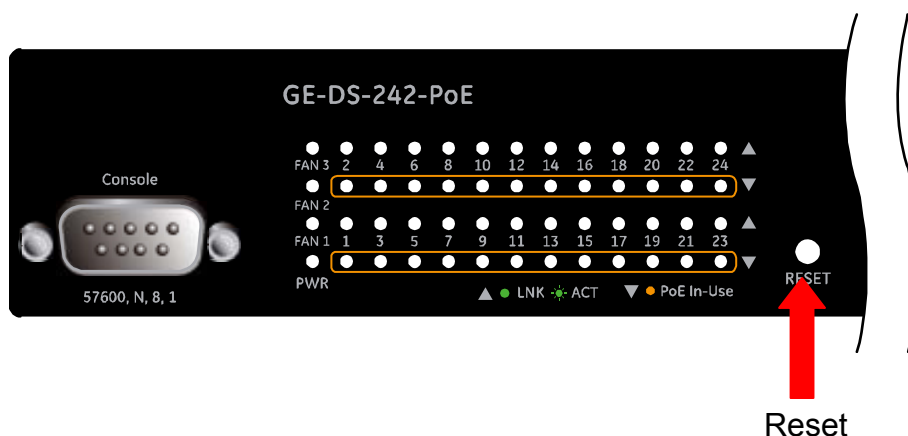 GE-DS-242-PoE
FAN 3 2 4 6 8 10 12 14 16 18 20 22 24
Console
FAN 2
FAN 1 1 3 5 7 9 11 13 15 17 19 21 23
PWR
RESET
57600, N, 8, 1
LNK ACT PoE In-Use
Reset